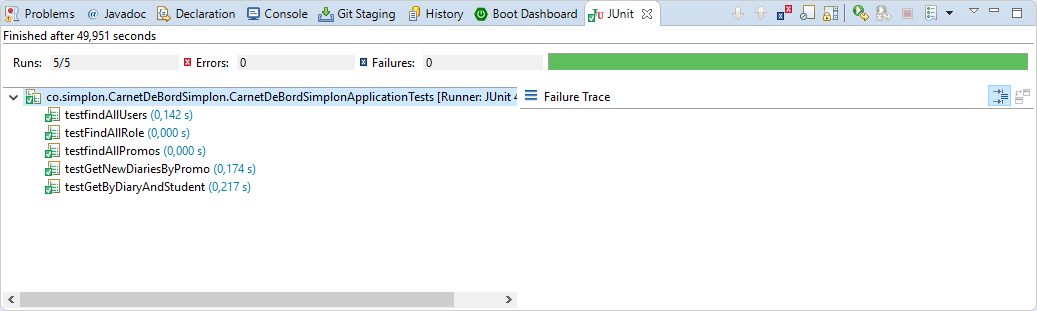 Problems @ Javadoc Declaration Console Git Staging History Boot Dashboard JUnit
Finished after 49,951 seconds
Runs: 5/5 Errors: 0 Failures: 0
co.simplon.CarnetDeBordSimplon.CarnetDeBordSimplonApplicationTests [Runner: JUnit 4 Failure Trace
testfindAllUsers (0,142 s)
testFindAllRole (0,000 s)
testfindAllPromos (0,000 s)
testGetNewDiariesByPromo (0,174 s)
testGetByDiaryAndStudent (0,217 s)